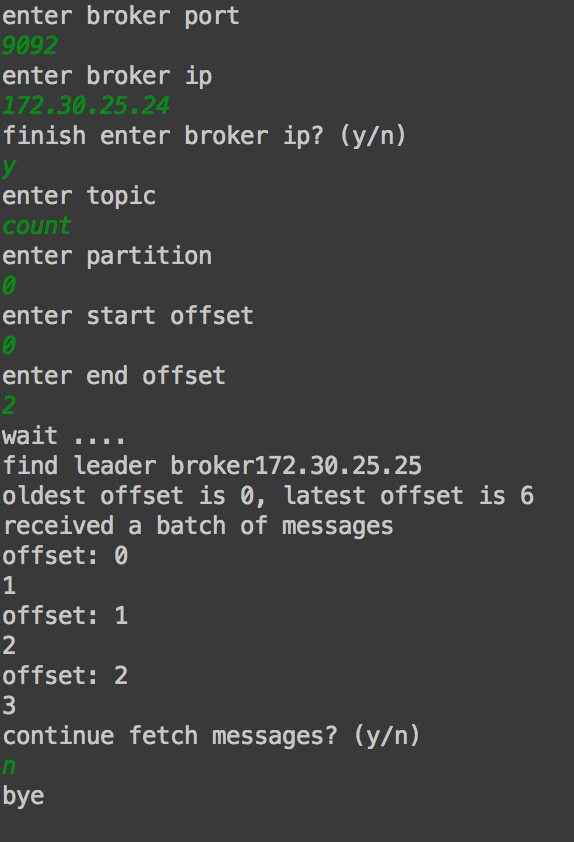 enter broker port
9092
enter broker ip
172.30.25.24
finish enter broker ip? (y/n)
y
enter topic
count
enter partition
0
enter start offset
0
enter end offset
2
wait ....
find leader broker172.30.25.25
oldest offset is 0, latest offset is 6
received a batch of messages
offset: 0
1
offset: 1
2
offset: 2
3
continue fetch messages? (y/n)
n
bye